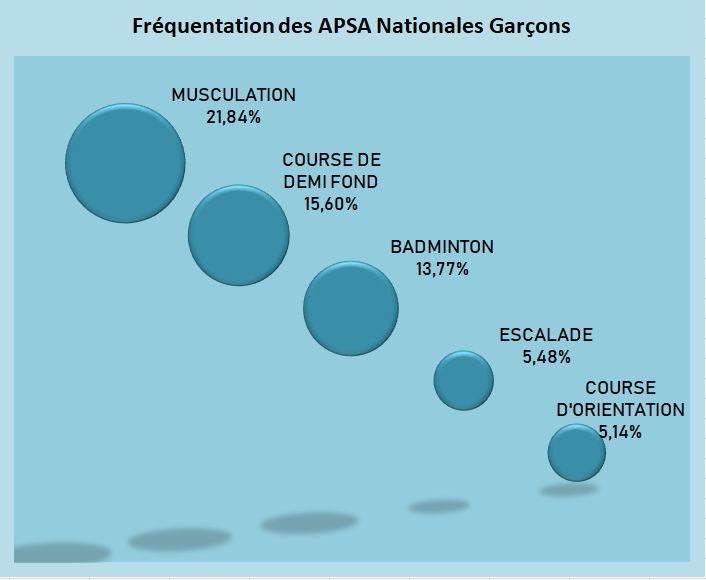 Fréquentation des APSA Nationales Garçons
MUSCULATION
21,84%
COURSE DE
DEMI FOND
15,60%
BADMINTON
13,77%
ESCALADE
5,48%
COURSE
D'ORIENTATION
5,14%